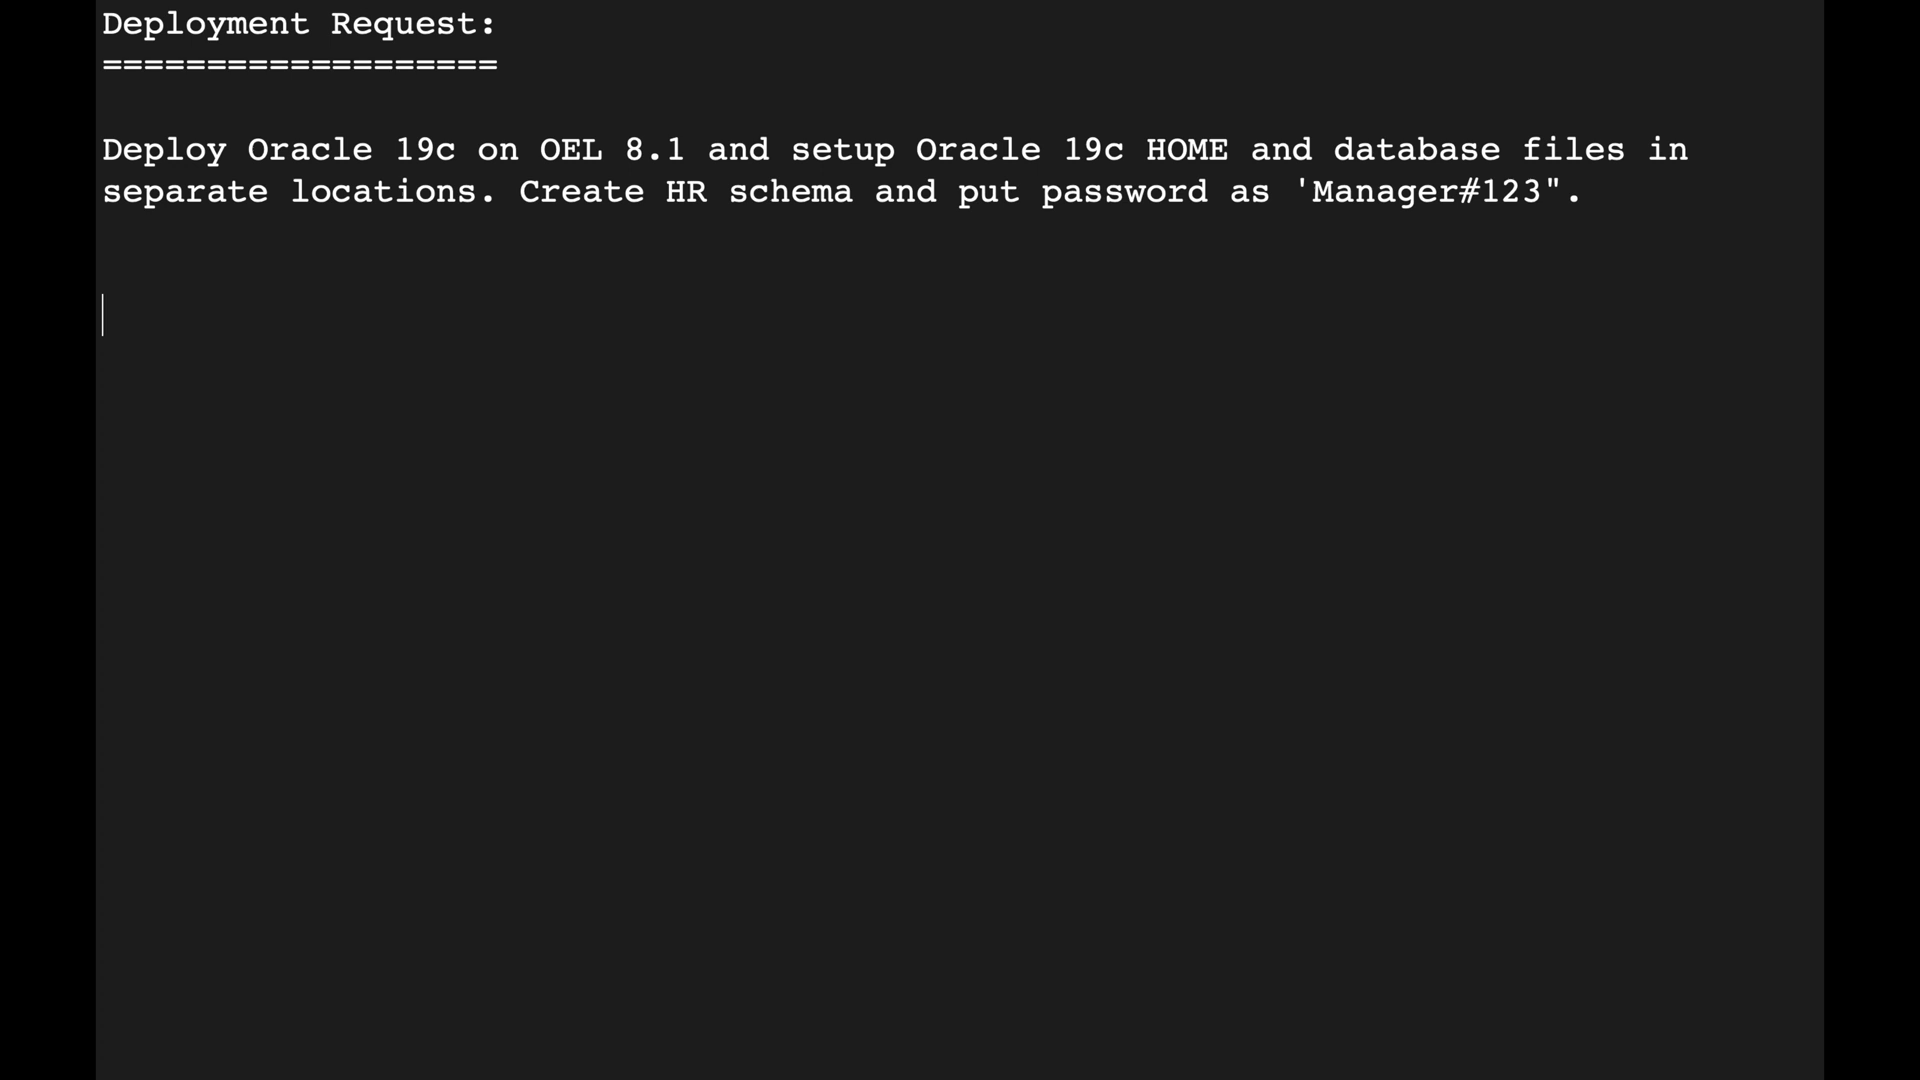 Deployment Request:
===================
Deploy Oracle 19c on OEL 8.1 and setup Oracle 19c HOME and database files in
separate locations. Create HR schema and put password as 'Manager#123".